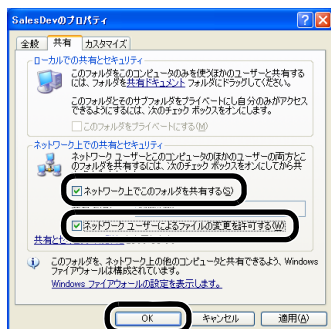 SalesDevのプロパティ
全般 共有 カスタマイズ
ローカルでの共有とセキュリティ
このフォルダをこのコンピュータのみを使うほかのユーザーと共有する
には、フォルダを共有ドキュメント フォルダにドラッグしてください。
このフォルダとそのサブフォルダをプライベートにし自分のみがアクセス
できるようにするには、次のチェック ボックスをオンにします。
このフォルダをプライベートにする(M)
ネットワーク上での共有とセキュリティ
ネットワーク ユーザーとこのコンピュータのほかのユーザーの両方とこ
のフォルダを共有するには、次のチェック ボックスをオンにしてから共
ネットワーク上でこのフォルダを共有する(S)
ネットワーク ユーザーによるファイルの変更を許可する(W)
共有とセ
このフォルダを、ネットワーク上の他のコンピュータと共有できるよう、Windows
ファイアウォールは構成されています。
Windows ファイアウォールの設定を表示します。
OK キャンセル 適用(A)